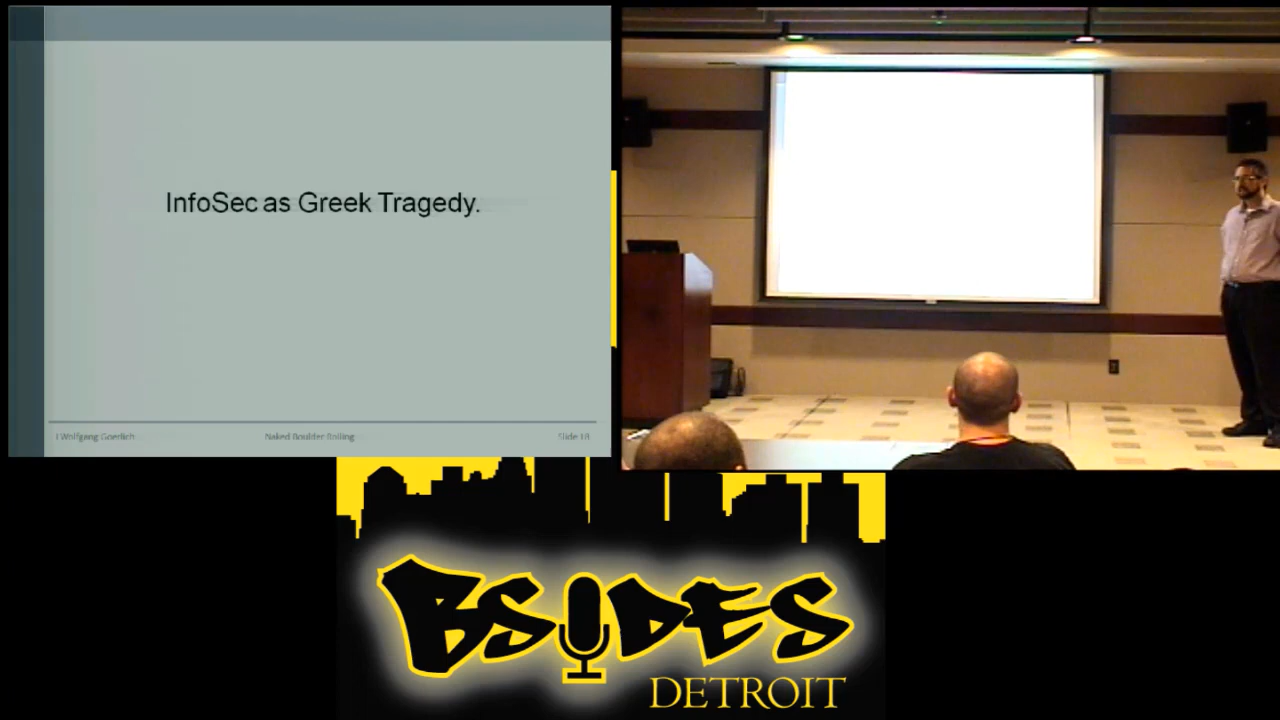 InfoSec as Greek Tragedy.
J Wolfgang Goerlich
Naked Boulder Rolling
Slide 18
BSIDES
DETROIT